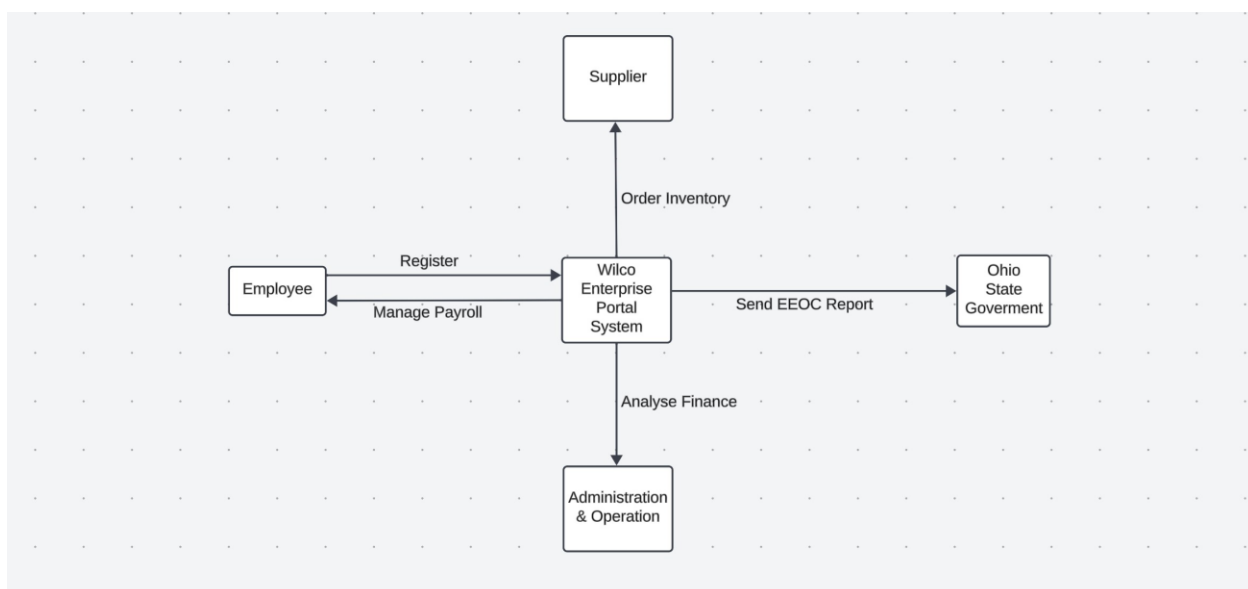 Supplier
Order Inventory
Register
Employee
Manage Payroll
Wilco
Enterprise
Portal
System
Send EEOC Report
Ohio
State
Goverment
Analyse Finance
Administration
& Operation